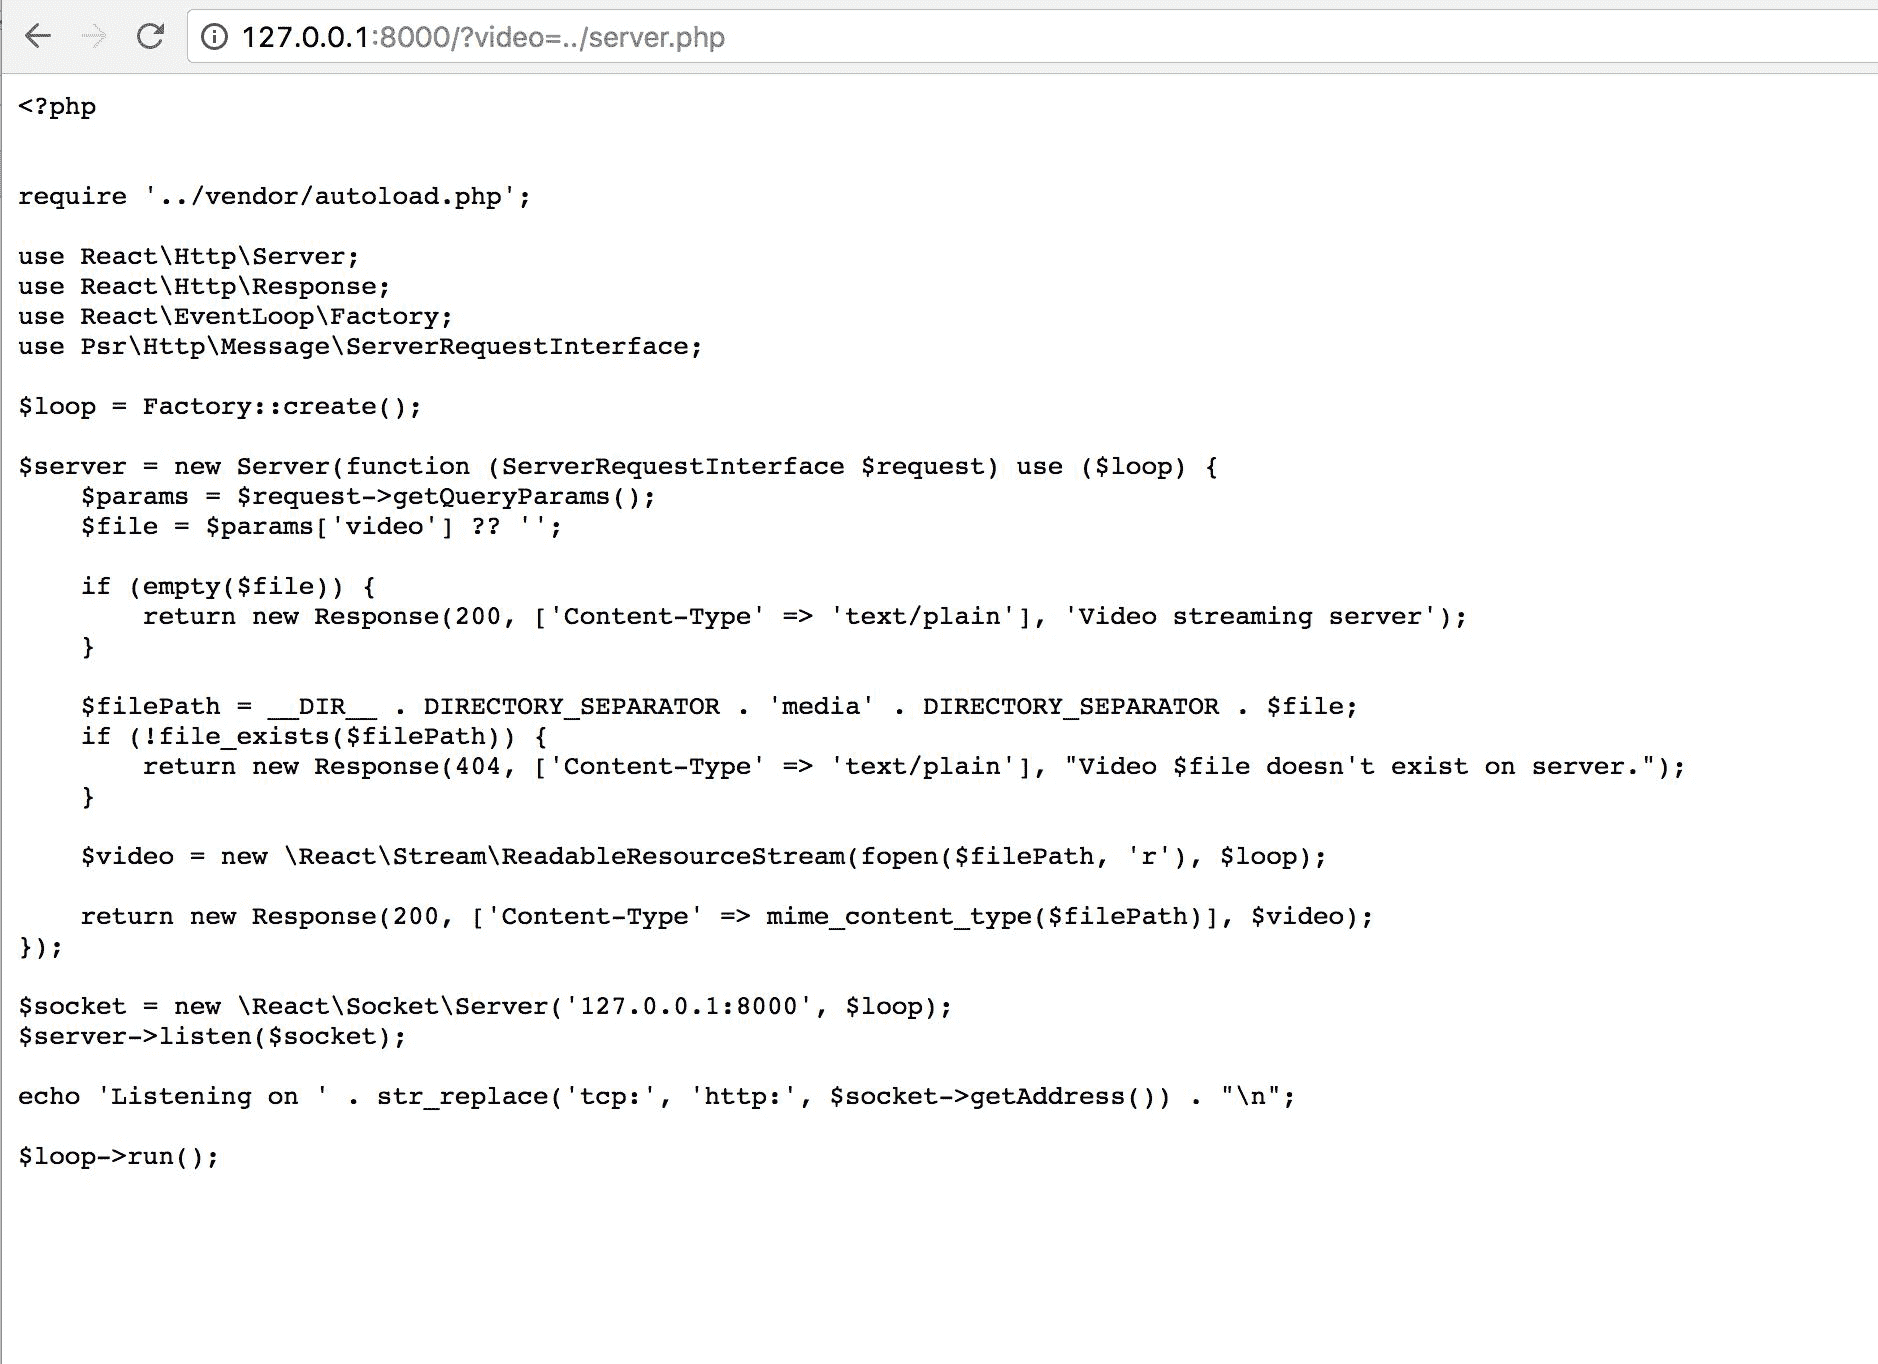 127.0.0.1:8000/?video=../server.php
<?php
require '../vendor/autoload.php';
use React\Http\Server;
use React\Http\Response;
use React\EventLoop\Factory;
use Psr\Http\Message\ServerRequestInterface;
$loop = Factory::create();
$server = new Server(function (ServerRequestInterface $request) use ($loop) {
    $params = $request->getQueryParams();
    $file = $params['video'] ?? '';
    if (empty($file)) {
        return new Response(200, ['Content-Type' => 'text/plain'], 'Video streaming server');
    }
    $filePath = __DIR__ . DIRECTORY_SEPARATOR . 'media' . DIRECTORY_SEPARATOR . $file;
    if (!file_exists($filePath)) {
        return new Response(404, ['Content-Type' => 'text/plain'], "Video $file doesn't exist on server.");
    }
    $video = new \React\Stream\ReadableResourceStream(fopen($filePath, 'r'), $loop);
    return new Response(200, ['Content-Type' => mime_content_type($filePath)], $video);
});
$socket = new \React\Socket\Server('127.0.0.1:8000', $loop);
$server->listen($socket);
echo 'Listening on ' . str_replace('tcp:', 'http:', $socket->getAddress()) . "\n";
$loop->run();